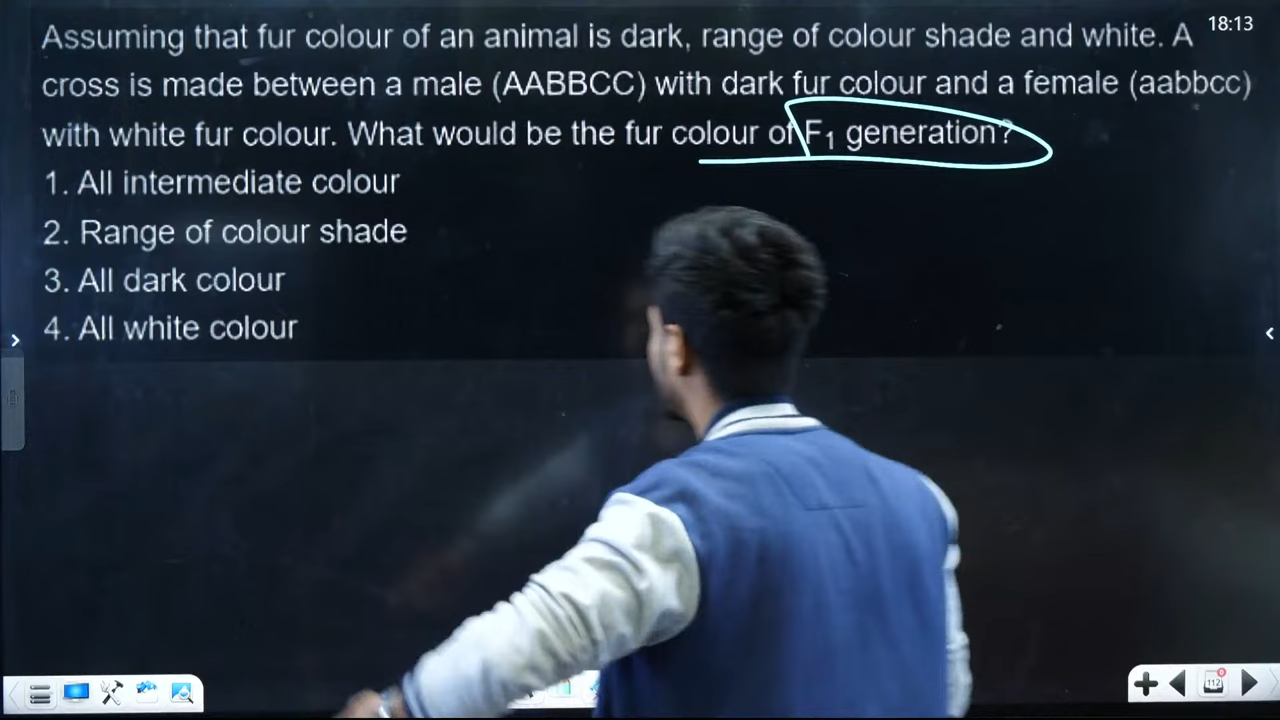 18:13
Assuming that fur colour of an animal is dark, range of colour shade and white. A
cross is made between a male (AABBCC) with dark fur colour and a female (aabbcc)
with white fur colour. What would be the fur colour of F₁ generation?
1. All intermediate colour
2. Range of colour shade
3. All dark colour
4. All white colour
112
6